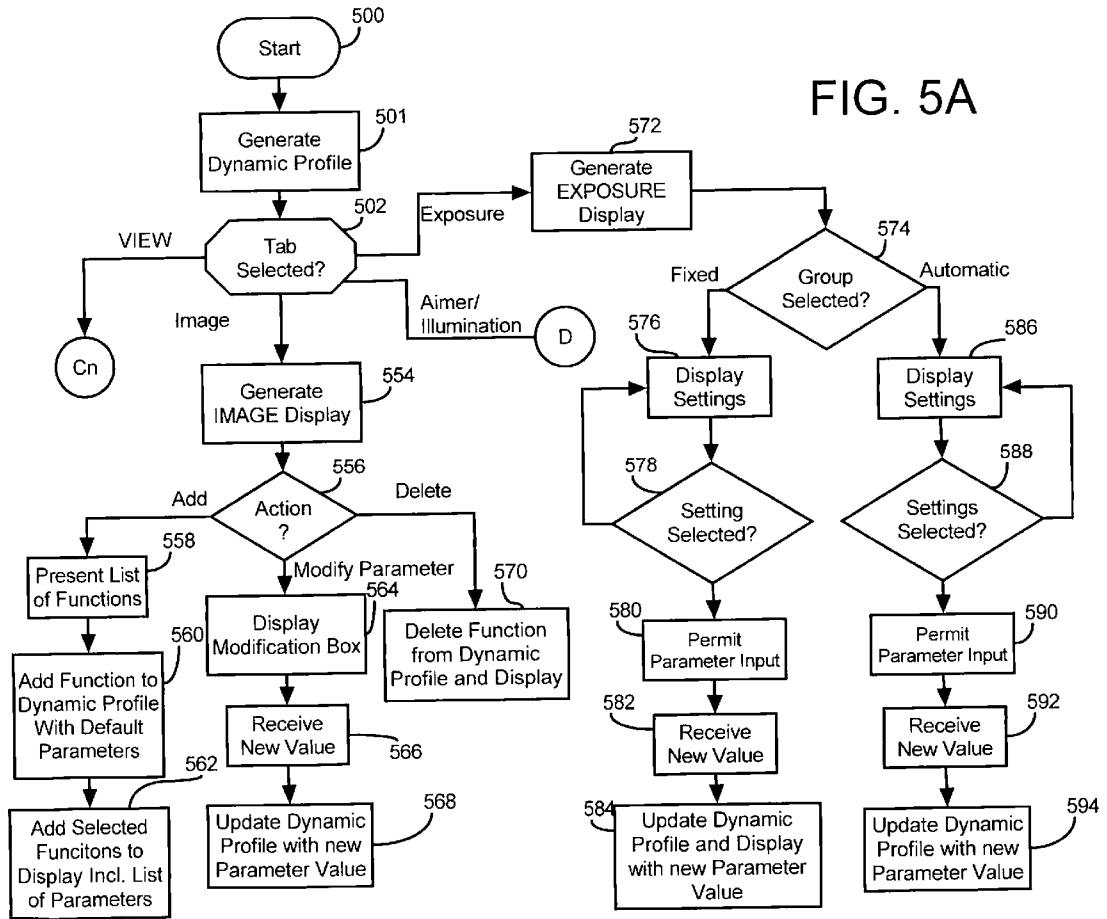 500
Start
FIG. 5A
501
Generate
Dynamic Profile
572
Generate
EXPOSURE
Display
502
Exposure
VIEW
Tab
Selected?
574
Fixed
Automatic
Group
Selected?
Aimer/
Illumination
Image
Cn
D
576
586
Display
Settings
Display
Settings
554
Generate
IMAGE Display
556
578
588
Add
Delete
Action
?
Setting
Selected?
Settings
Selected?
558
Present List
of Functions
Modify Parameter
564
570
Display
Modification Box
Delete Function
from Dynamic
Profile and Display
580
590
Permit
Parameter Input
Permit
Parameter Input
560
Add Function to
Dynamic Profile
With Default
Parameters
Receive
New Value
566
582
592
Receive
New Value
Receive
New Value
562
Add Selected
Funcitons to
Display Incl. List
of Parameters
568
Update Dynamic
Profile with new
Parameter Value
584
Update Dynamic
Profile and Display
with new Parameter
Value
594
Update Dynamic
Profile with new
Parameter Value